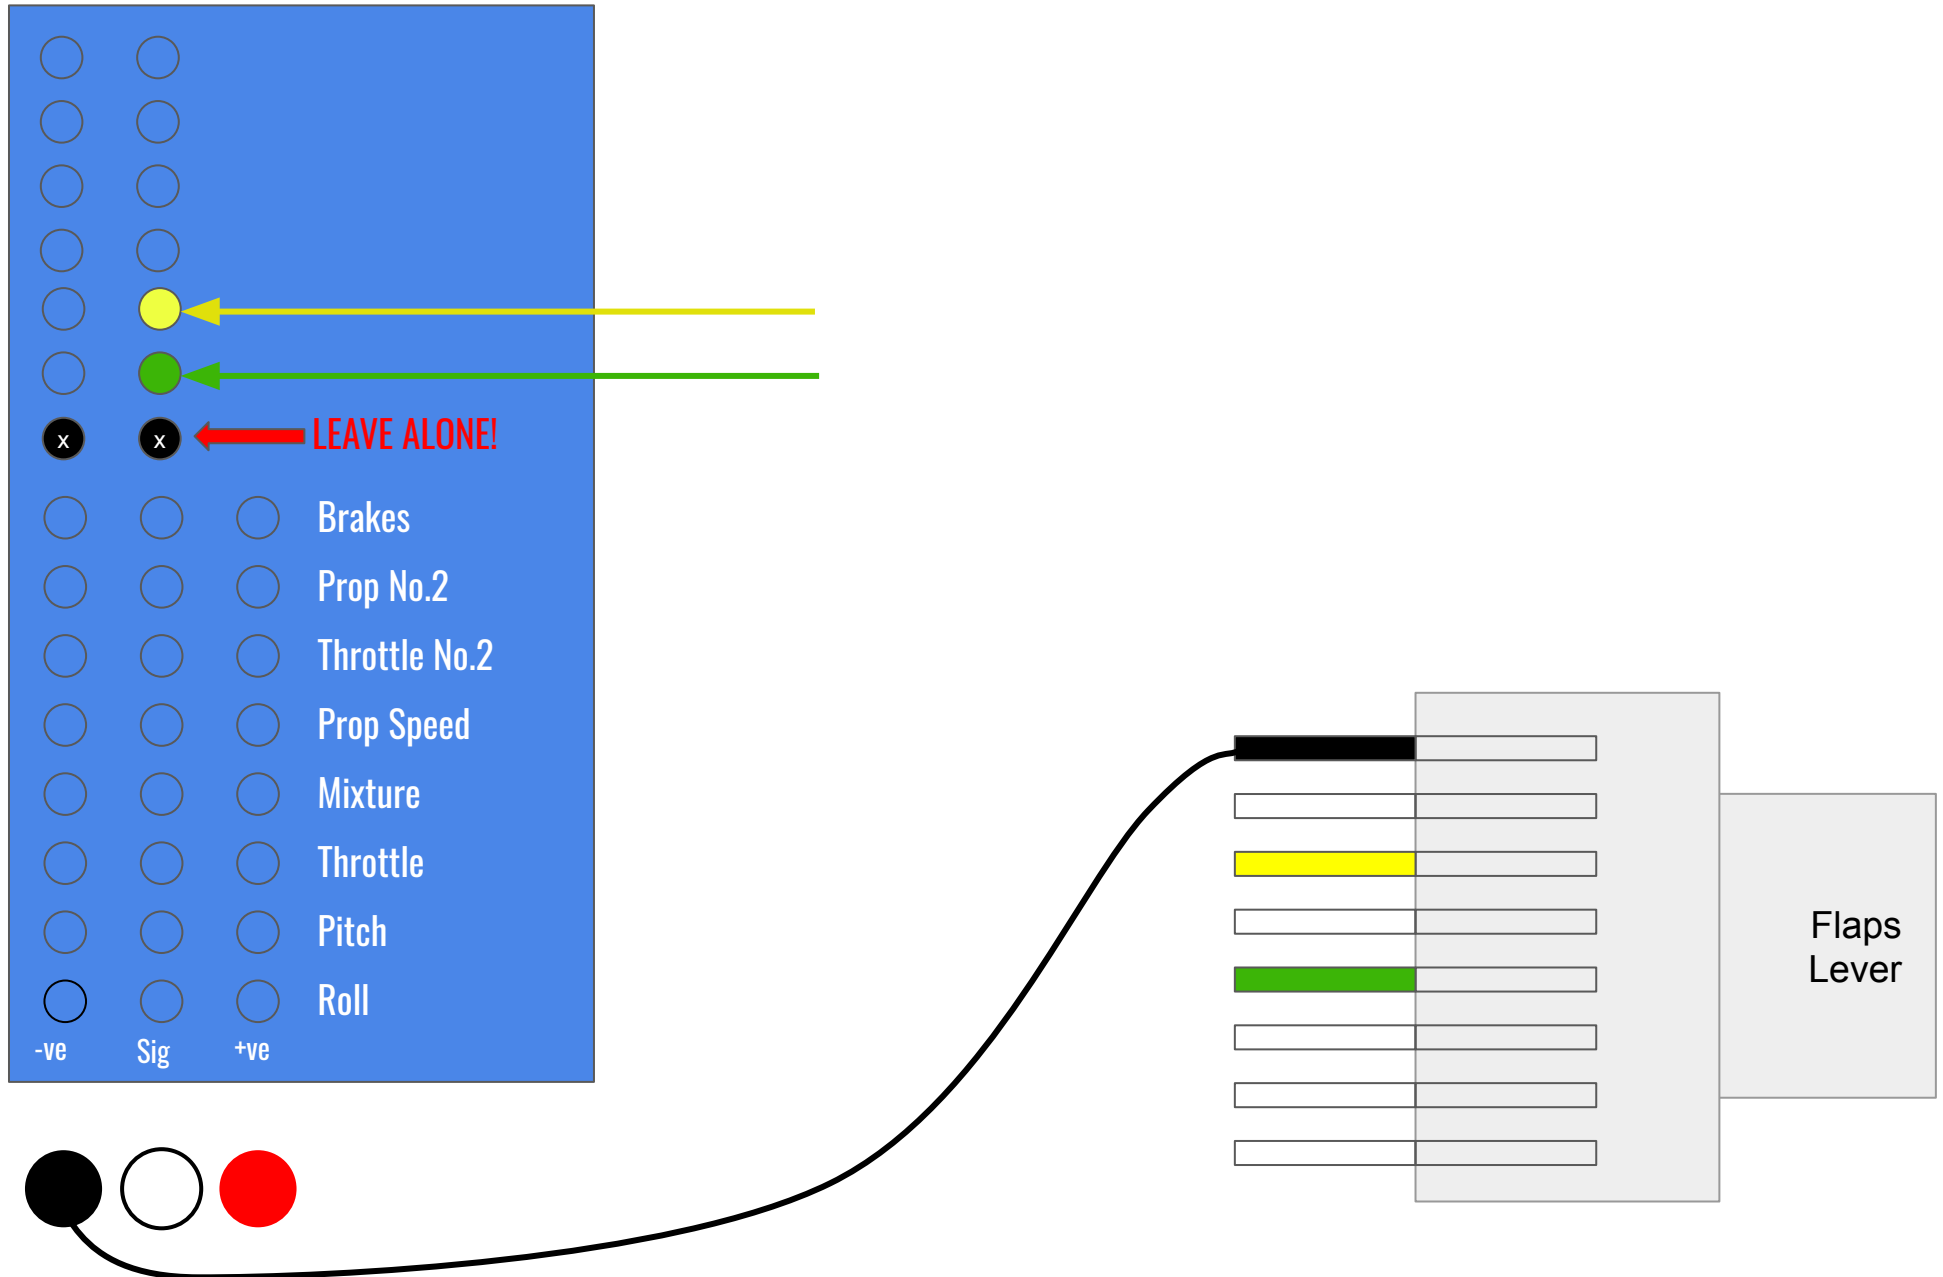 x x LEAVE ALONE!
Brakes
Prop No.2
Throttle No.2
Prop Speed
Mixture
Throttle
Pitch
Roll
-ve Sig +ve
Flaps
Lever